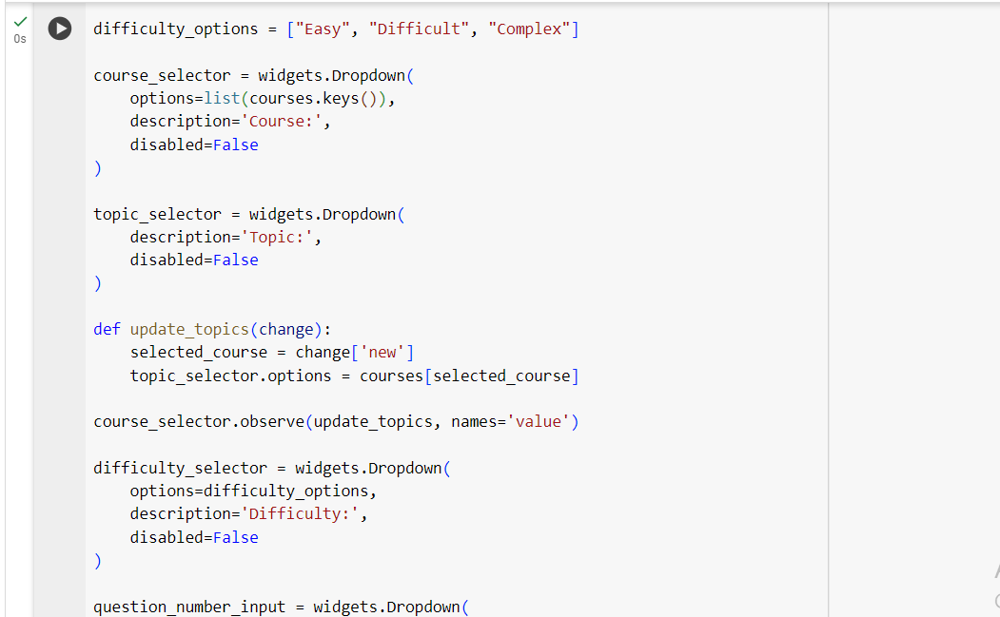 difficulty_options = ["Easy", "Difficult", "Complex"]
0s
course_selector = widgets.Dropdown(
    options=list(courses.keys()),
    description='Course:',
    disabled=False
)
topic_selector = widgets.Dropdown(
    description='Topic:',
    disabled=False
)
def update_topics(change):
    selected_course = change['new']
    topic_selector.options = courses[selected_course]
course_selector.observe(update_topics, names='value')
difficulty_selector = widgets.Dropdown(
    options=difficulty_options,
    description='Difficulty:',
    disabled=False
)
question_number_input = widgets.Dropdown(